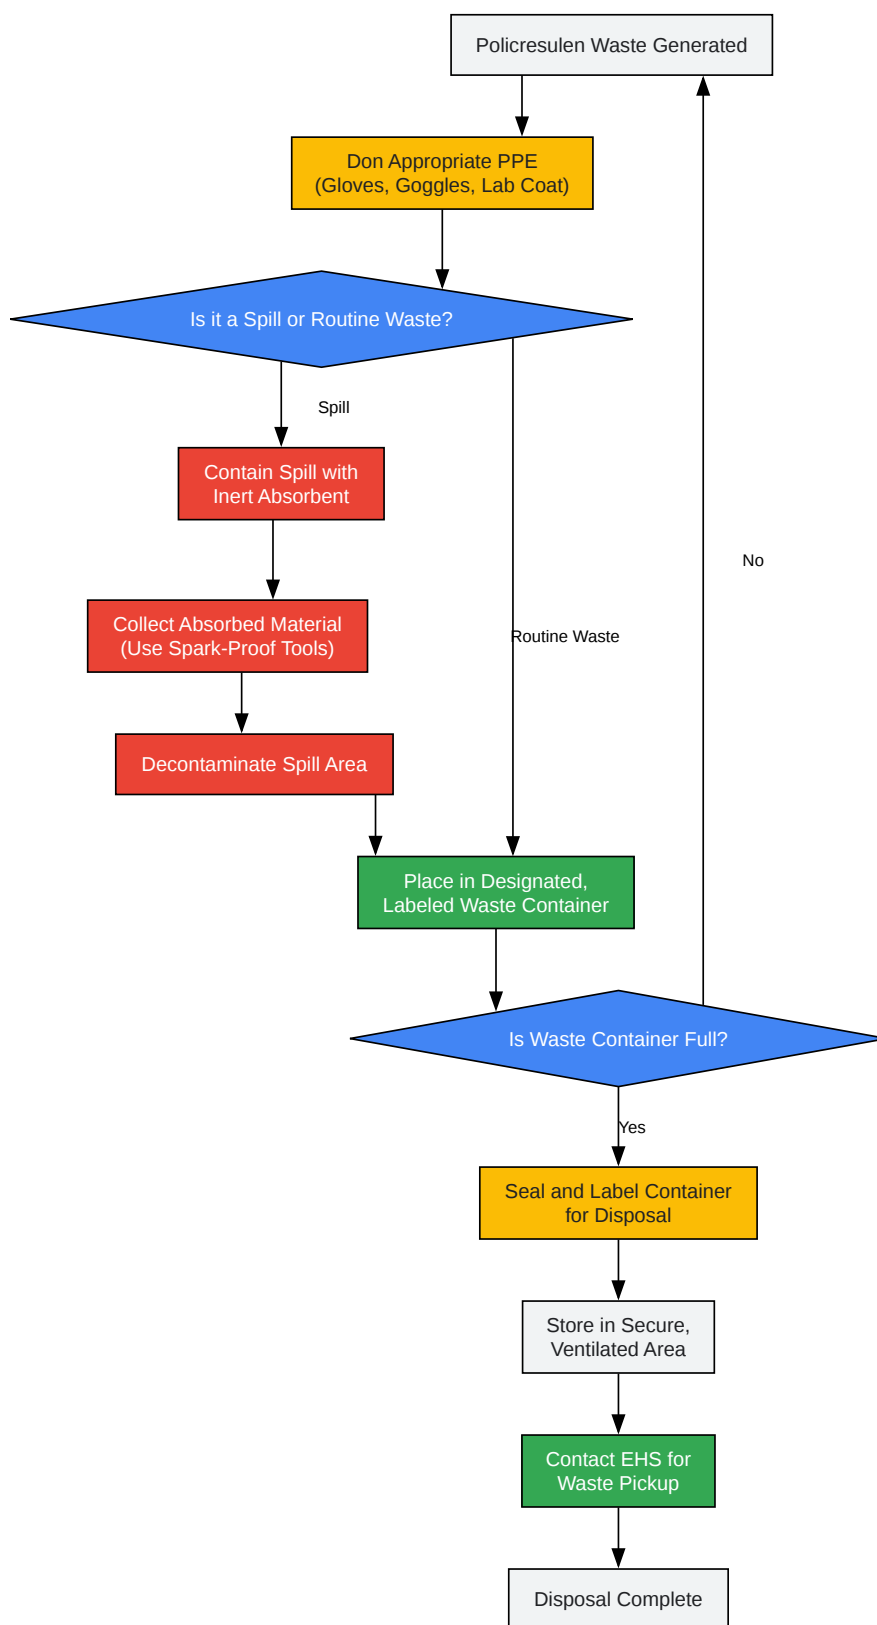 Policresulen Waste Generated
Don Appropriate PPE
(Gloves, Goggles, Lab Coat)
Is it a Spill or Routine Waste?
Spill
Contain Spill with
Inert Absorbent
No
Collect Absorbed Material
(Use Spark-Proof Tools)
Routine Waste
Decontaminate Spill Area
Place in Designated,
Labeled Waste Container
Is Waste Container Full?
Yes
Seal and Label Container
for Disposal
Store in Secure,
Ventilated Area
Contact EHS for
Waste Pickup
Disposal Complete